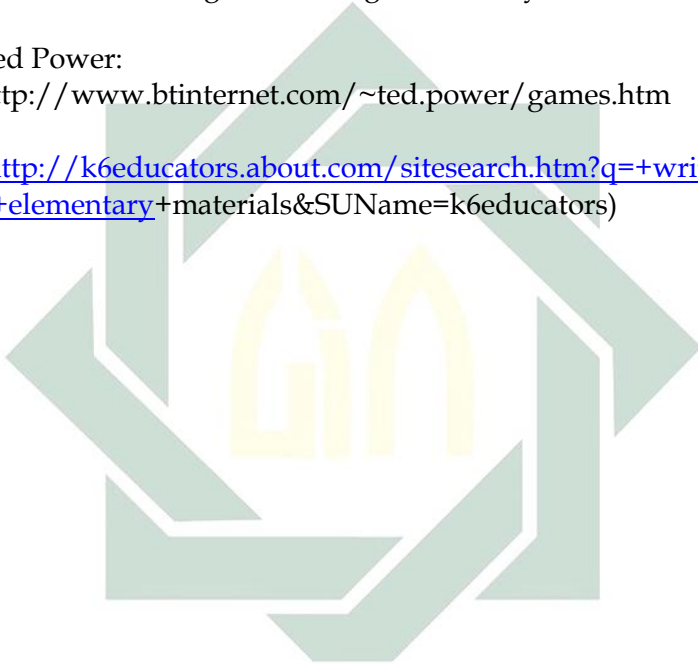 ed Power:
tp://www.btinternet.com/~ted.power/games.htm
ttp://k6educators.about.com/sitesearch.htm?q=+wri
+elementary+materials&SUName=k6educators)